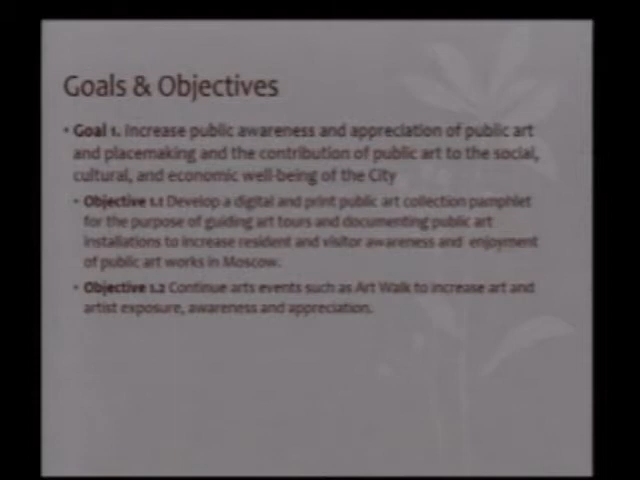 Goals & Objectives
• Goal 1. Increase public awareness and appreciation of public art
and placemaking and the contribution of public art to the social,
cultural, and economic well-being of the City
• Objective 1.1 Develop a digital and print public art collection pamphlet
for the purpose of guiding art tours and documenting public art
installations to increase resident and visitor awareness and enjoyment
of public art works in Moscow.
• Objective 1.2 Continue arts events such as Art Walk to increase art and
artist exposure, awareness and appreciation.